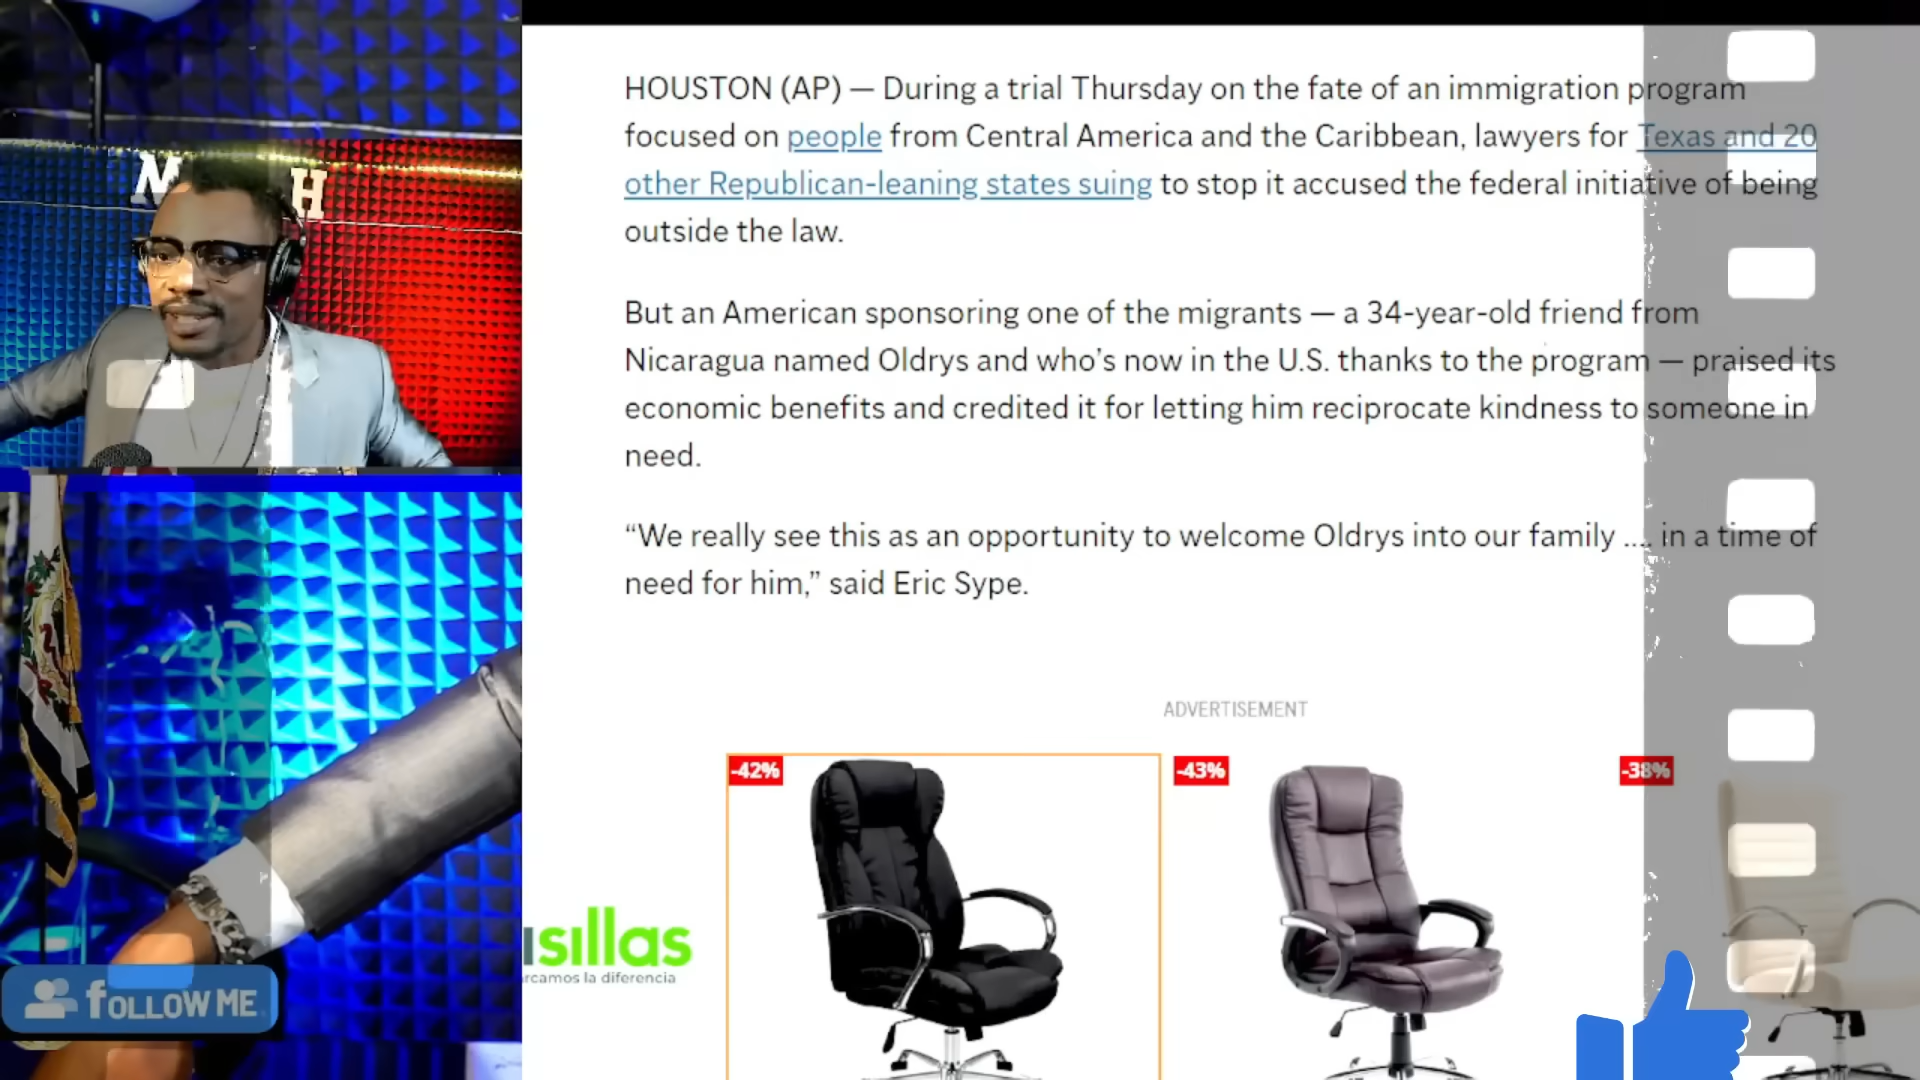 M H
HOUSTON (AP) — During a trial Thursday on the fate of an immigration program
focused on people from Central America and the Caribbean, lawyers for Texas and 20
other Republican-leaning states suing to stop it accused the federal initiative of being
outside the law.
But an American sponsoring one of the migrants — a 34-year-old friend from
Nicaragua named Oldrys and who’s now in the U.S. thanks to the program — praised its
economic benefits and credited it for letting him reciprocate kindness to someone in
need.
“We really see this as an opportunity to welcome Oldrys into our family .... in a time of
need for him,” said Eric Sype.
ADVERTISEMENT
-42%
-43%
-38%
sıllas
rcamos la diferencia
fOLLOW ME